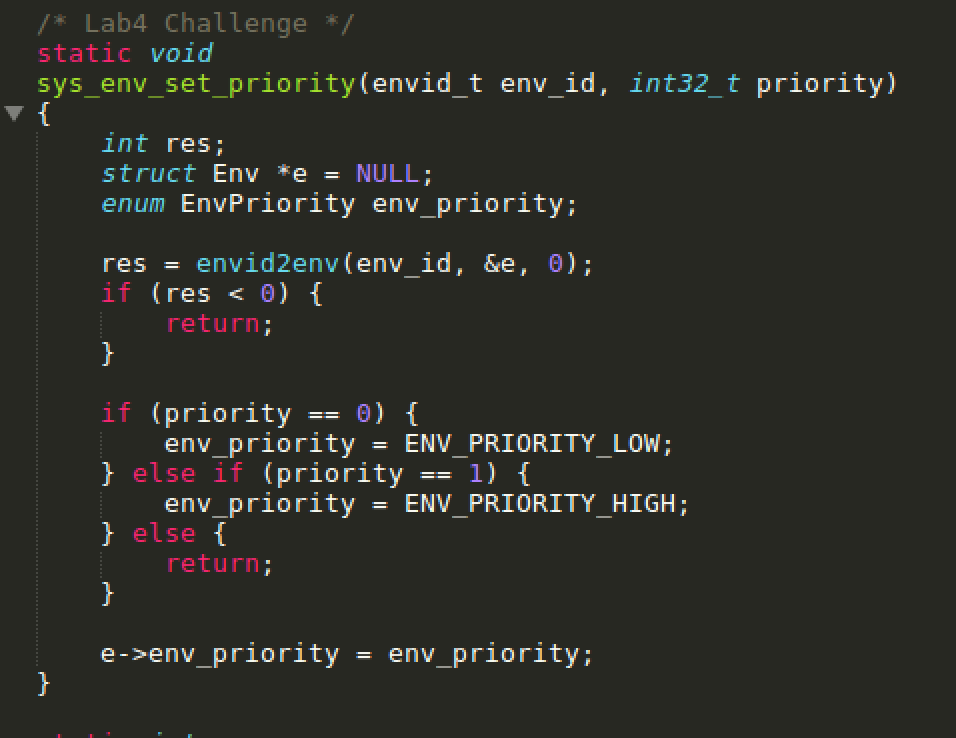 /* Lab4 Challenge */
static void
sys_env_set_priority(envid_t env_id, int32_t priority)
{
    int res;
    struct Env *e = NULL;
    enum EnvPriority env_priority;

    res = envid2env(env_id, &e, 0);
    if (res < 0) {
        return;
    }

    if (priority == 0) {
        env_priority = ENV_PRIORITY_LOW;
    } else if (priority == 1) {
        env_priority = ENV_PRIORITY_HIGH;
    } else {
        return;
    }

    e->env_priority = env_priority;
}